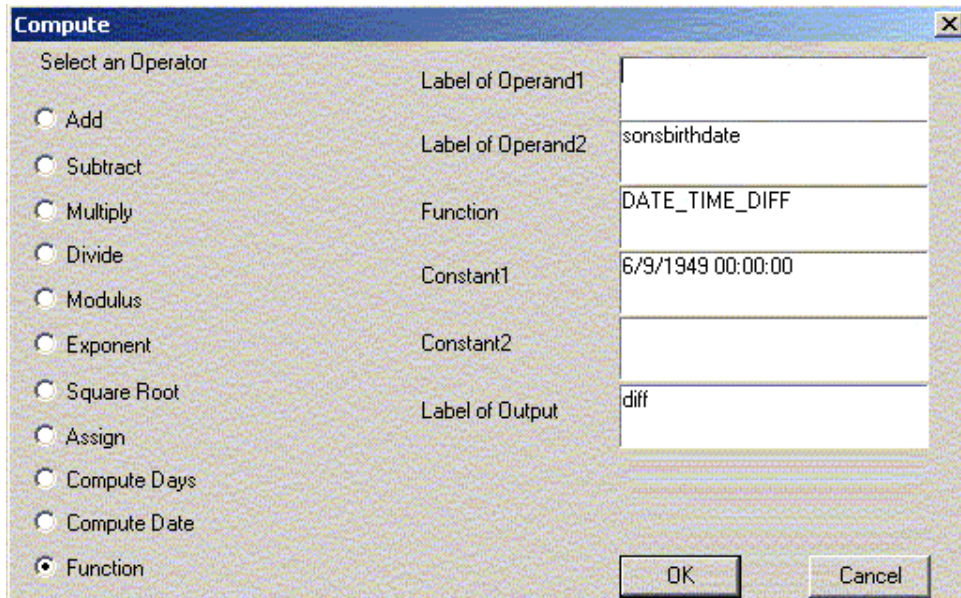 Compute
Select an Operator
Add
Subtract
Multiply
Divide
Modulus
Exponent
Square Root
Assign
Compute Days
Compute Date
Function
Label of Operand1
Label of Operand2
sonsbirthdate
Function
DATE_TIME_DIFF
Constant1
6/9/1949 00:00:00
Constant2
Label of Output
diff
OK
Cancel